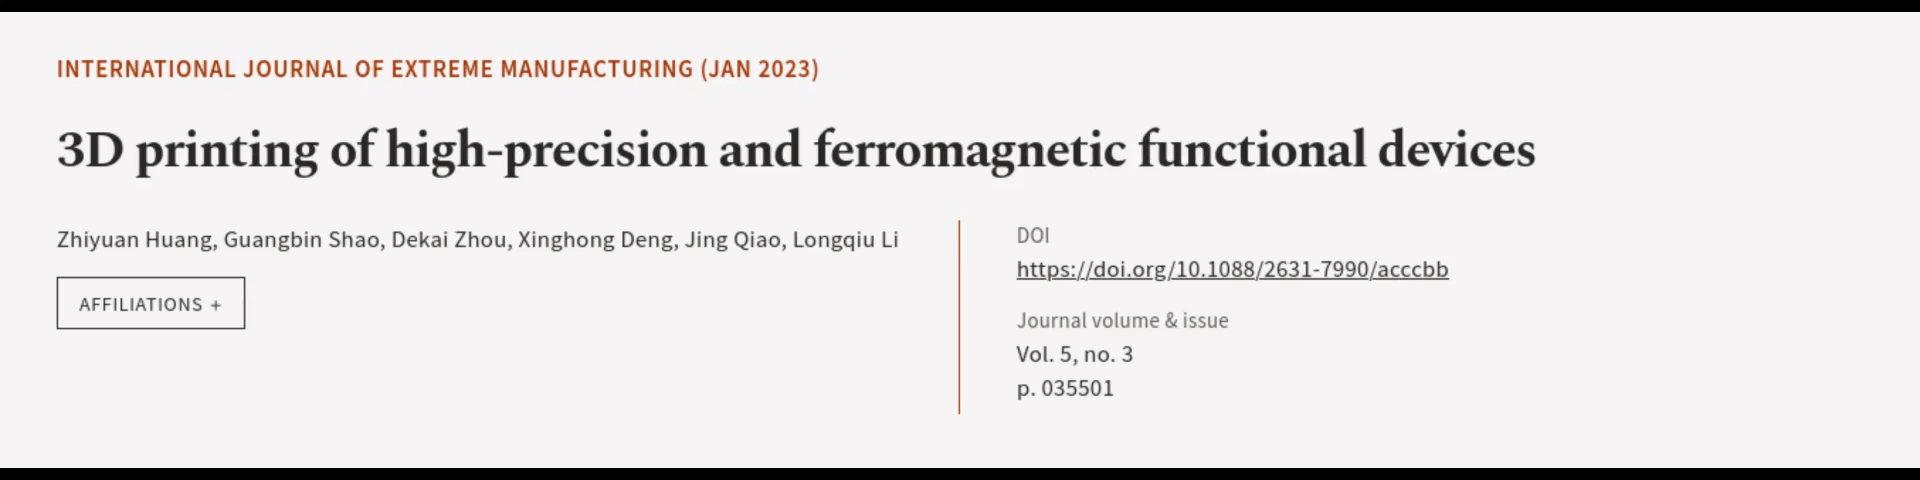 INTERNATIONAL JOURNAL OF EXTREME MANUFACTURING (JAN 2023)
3D printing of high-precision and ferromagnetic functional devices
Zhiyuan Huang, Guangbin Shao, Dekai Zhou, Xinghong Deng, Jing Qiao, Longqiu Li
AFFILIATIONS +
DOI
https://doi.org/10.1088/2631-7990/acccbb
Journal volume & issue
Vol. 5, no. 3
p. 035501